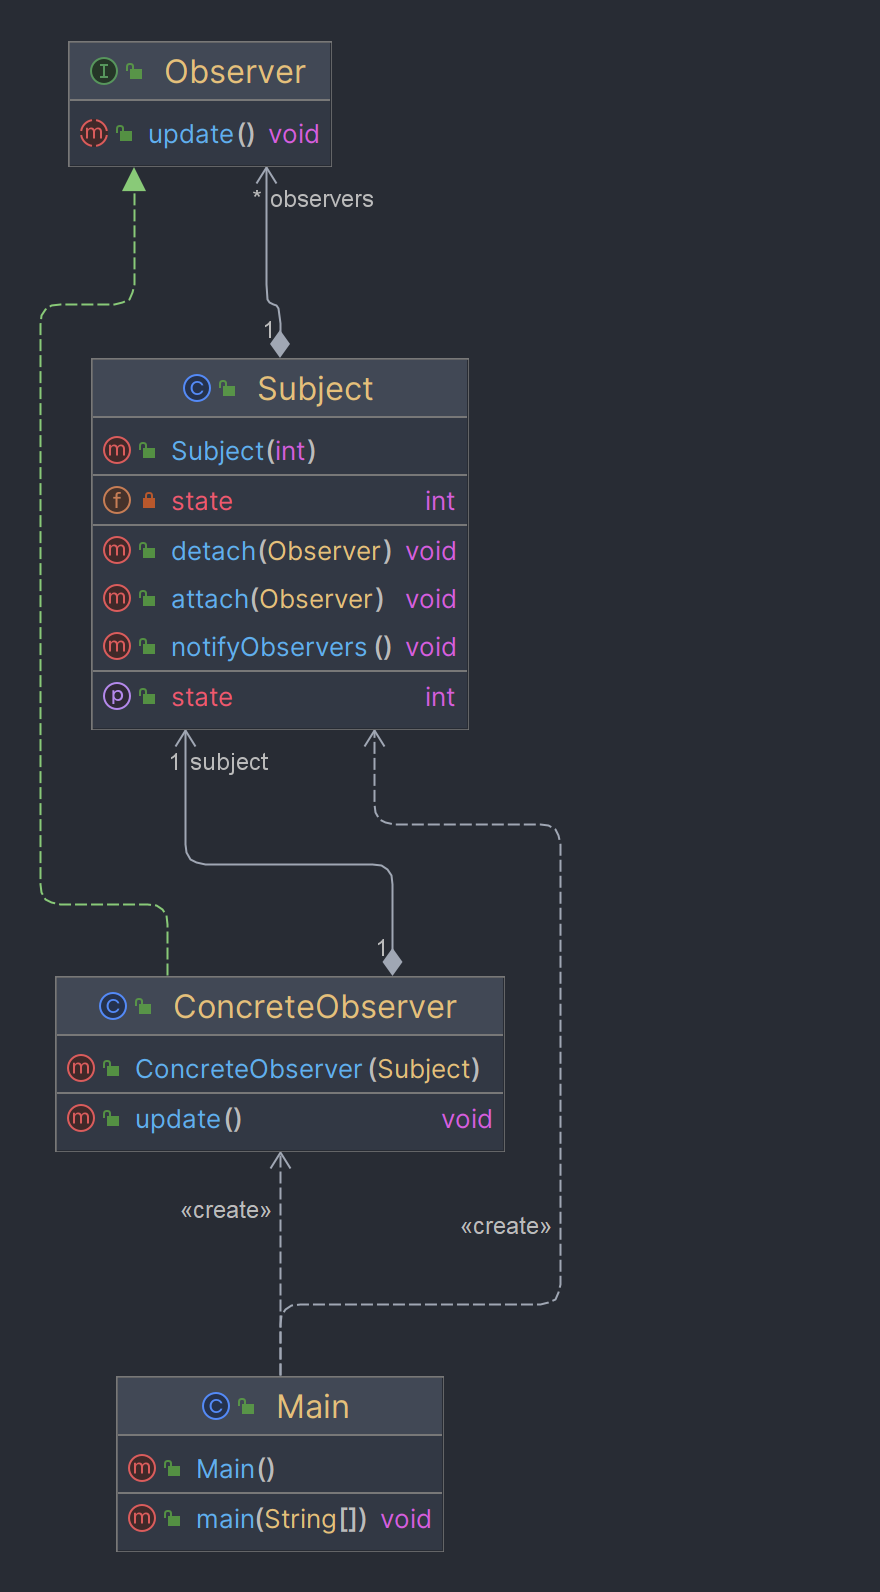 Observer
update() void
* observers
1
Subject
Subject(int)
state int
detach(Observer) void
attach(Observer) void
notifyObservers() void
state int
1 subject
1
ConcreteObserver
ConcreteObserver(Subject)
update() void
«create»
«create»
Main
Main()
main(String[]) void